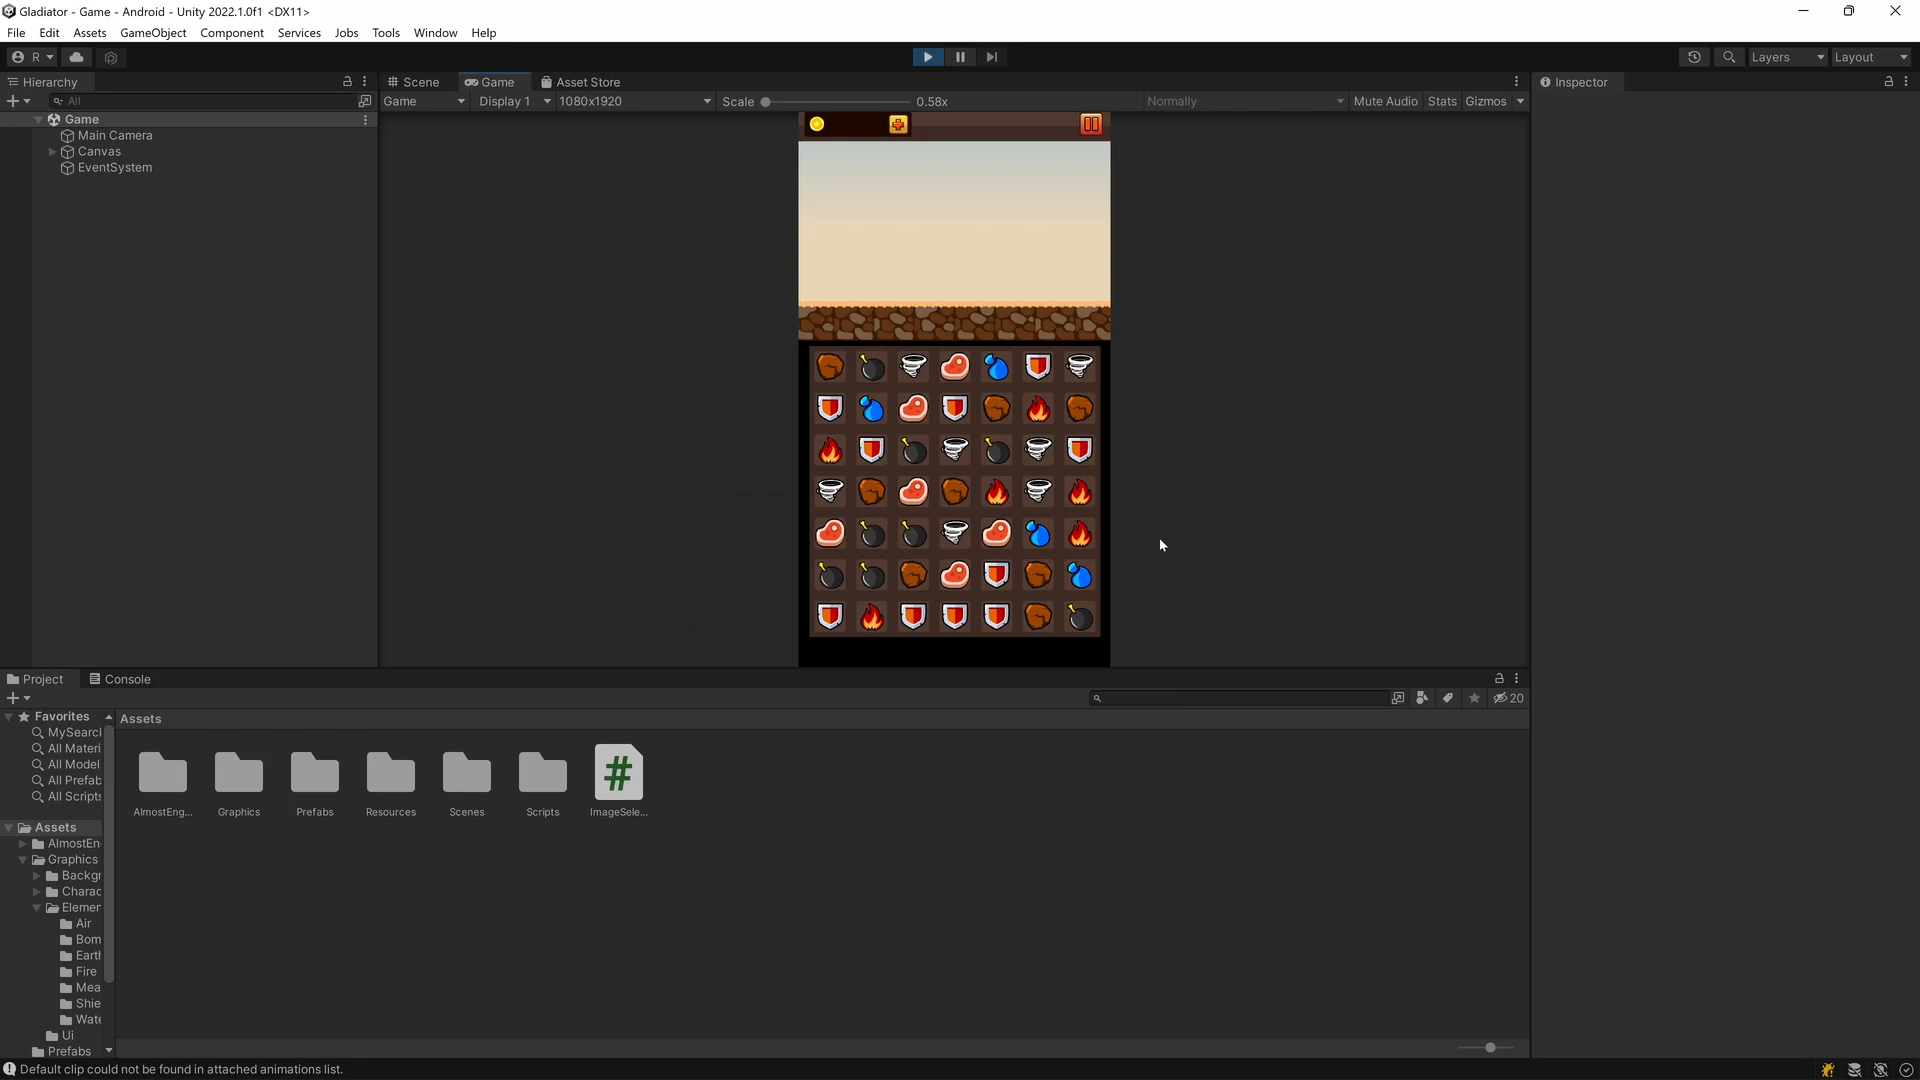 Gladiator - Game - Android - Unity 2022.1.0f1 <DX11>
File Edit Assets GameObject Component Services Jobs Tools Window Help
R Layers Layout
Hierarchy Scene Game Asset Store Inspector
All Game Display 1 1080x1920 Scale 0.58x Normally Mute Audio Stats Gizmos
Game
Main Camera
Canvas
EventSystem
Project Console
20
Favorites Assets
MySearcl
All Materi
All Model
All Prefab
All Scripts
AlmostEng... Graphics Prefabs Resources Scenes Scripts ImageSele...
#
Assets
AlmostEn
Graphics
Backgr
Charac
Elemer
Air
Bom
Eartl
Fire
Mea
Shie
Wate
Ui
Prefabs
Default clip could not be found in attached animations list.